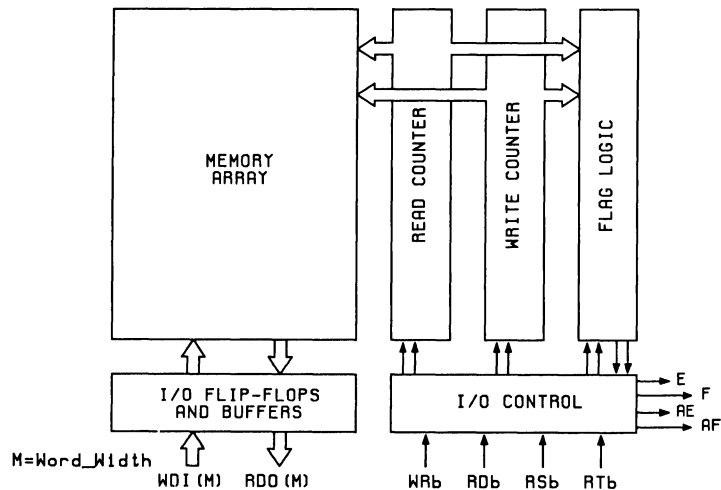 MEMORY
ARRAY
READ COUNTER
WRITE COUNTER
FLAG LOGIC
I/O FLIP-FLOPS
AND BUFFERS
I/O CONTROL
E
F
AE
AF
M=Word_Width
WDI(M)
RDO(M)
WRb
RDb
RSb
RTb